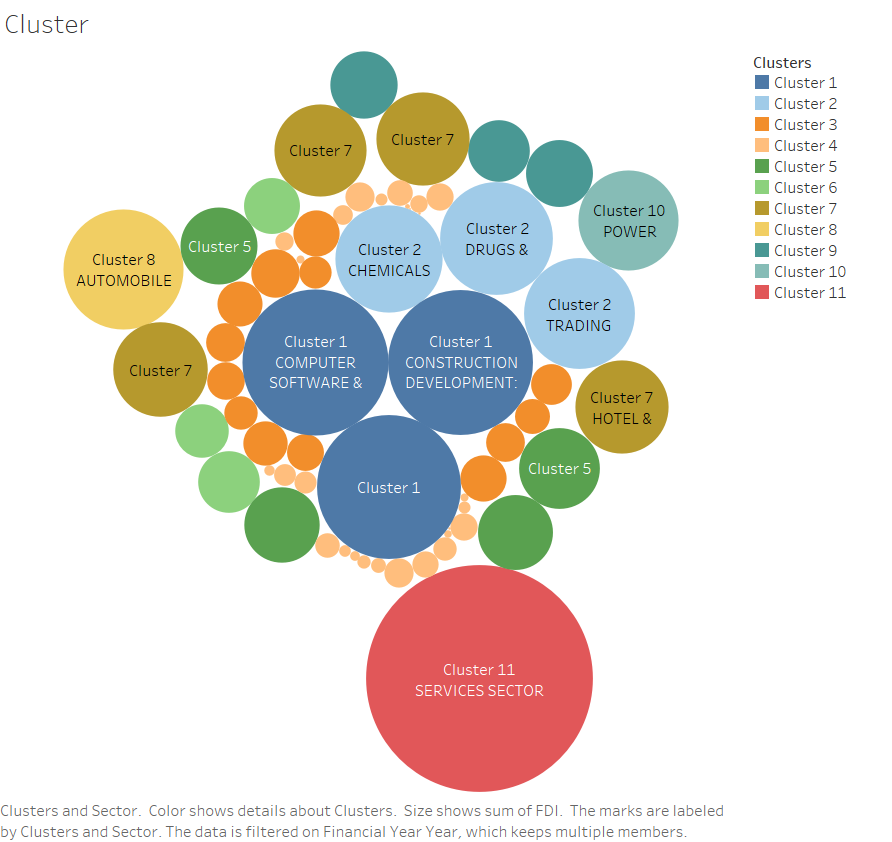 Cluster
Clusters
Cluster 1
Cluster 2
Cluster 3
Cluster 4
Cluster 5
Cluster 6
Cluster 7
Cluster 8
Cluster 9
Cluster 10
Cluster 11
Cluster 7
Cluster 7
Cluster 10
POWER
Cluster 2
DRUGS &
Cluster 5
Cluster 2
CHEMICALS
Cluster 8
AUTOMOBILE
Cluster 2
TRADING
Cluster 1
COMPUTER
SOFTWARE &
Cluster 1
CONSTRUCTION
DEVELOPMENT:
Cluster 7
Cluster 7
HOTEL &
Cluster 5
Cluster 1
Cluster 11
SERVICES SECTOR
Clusters and Sector.  Color shows details about Clusters.  Size shows sum of FDI.  The marks are labeled
by Clusters and Sector. The data is filtered on Financial Year Year, which keeps multiple members.